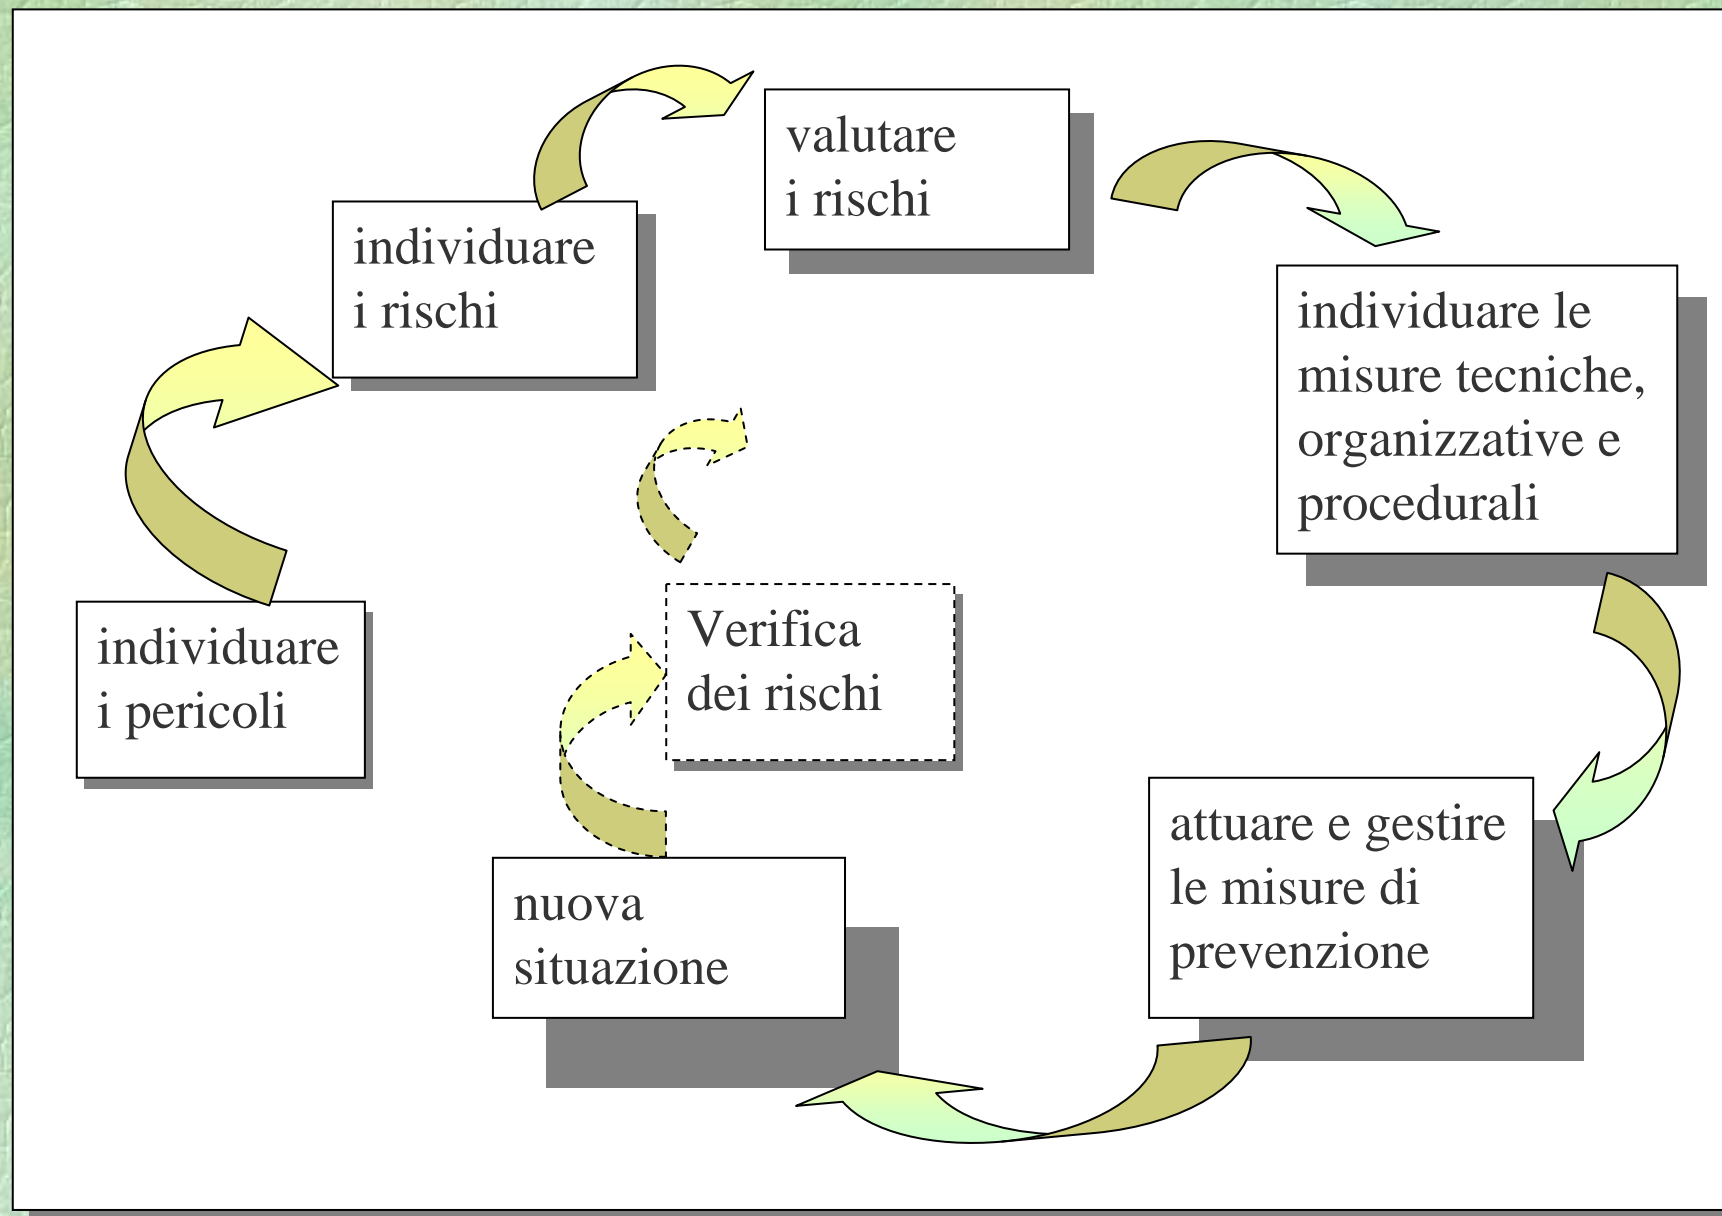 individuare
i pericoli
individuare
i rischi
valutare
i rischi
individuare le
misure tecniche,
organizzative e
procedurali
attuare e gestire
le misure di
prevenzione
nuova
situazione
Verifica
dei rischi